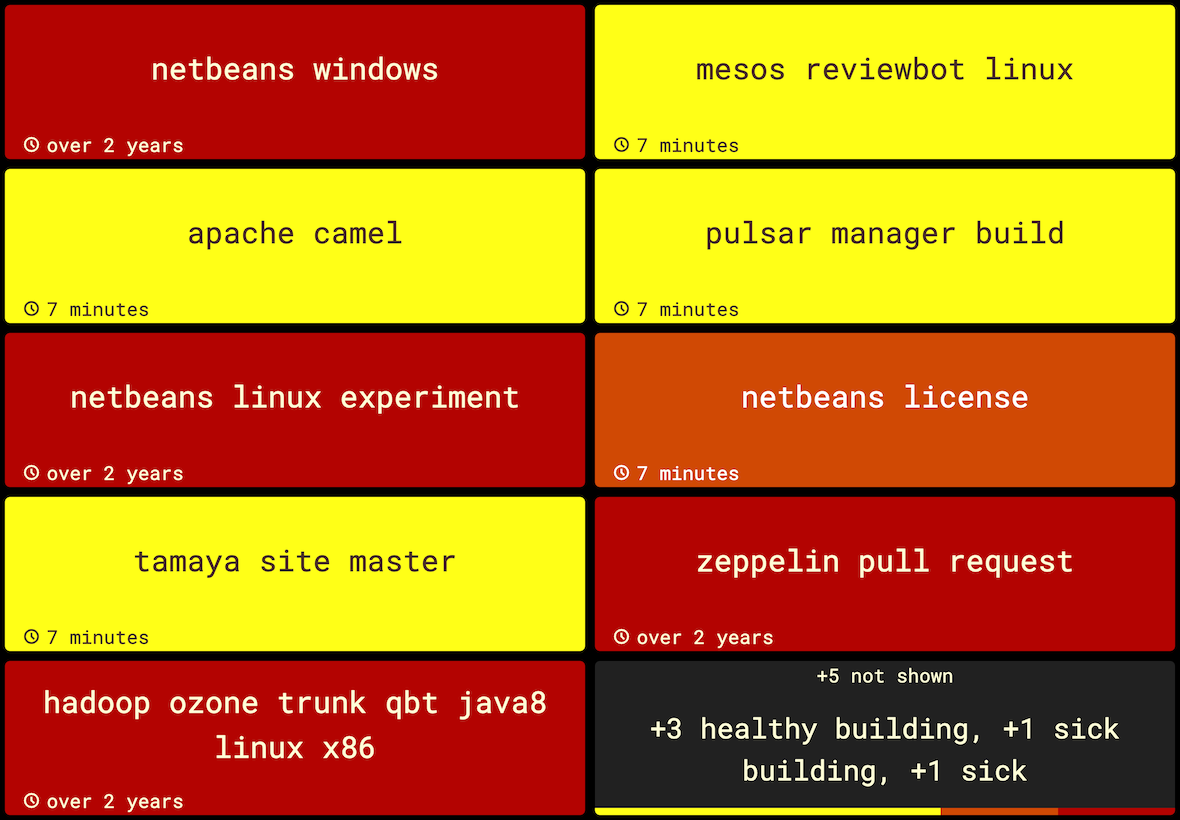 netbeans windows
over 2 years
mesos reviewbot linux
7 minutes
apache camel
7 minutes
pulsar manager build
7 minutes
netbeans linux experiment
over 2 years
netbeans license
7 minutes
tamaya site master
7 minutes
zeppelin pull request
over 2 years
hadoop ozone trunk qbt java8
linux x86
over 2 years
+5 not shown
+3 healthy building, +1 sick
building, +1 sick